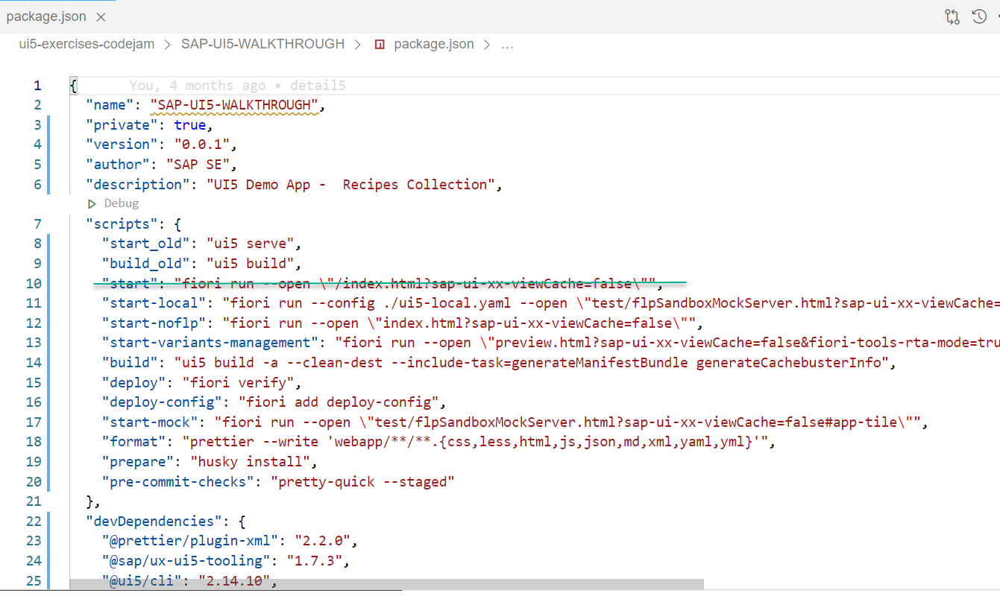 package.json
ui5-exercises-codejam > SAP-UI5-WALKTHROUGH > package.json > ...
1 { You, 4 months ago • detail5
2 "name": "SAP-UI5-WALKTHROUGH",
3 "private": true,
4 "version": "0.0.1",
5 "author": "SAP SE",
6 "description": "UI5 Demo App -  Recipes Collection",
Debug
7 "scripts": {
8 "start_old": "ui5 serve",
9 "build_old": "ui5 build",
10 "start": "fiori run --open \"/index.html?sap-ui-xx-viewCache=false\"",
11 "start-local": "fiori run --config ./ui5-local.yaml --open \"test/flpSandboxMockServer.html?sap-ui-xx-viewCache=
12 "start-noflp": "fiori run --open \"index.html?sap-ui-xx-viewCache=false\"",
13 "start-variants-management": "fiori run --open \"preview.html?sap-ui-xx-viewCache=false&fiori-tools-rta-mode=tru
14 "build": "ui5 build -a --clean-dest --include-task=generateManifestBundle generateCachebusterInfo",
15 "deploy": "fiori verify",
16 "deploy-config": "fiori add deploy-config",
17 "start-mock": "fiori run --open \"test/flpSandboxMockServer.html?sap-ui-xx-viewCache=false#app-tile\"",
18 "format": "prettier --write 'webapp/**/**.{css,less,html,js,json,md,xml,yaml,yml}'",
19 "prepare": "husky install",
20 "pre-commit-checks": "pretty-quick --staged"
21 },
22 "devDependencies": {
23 "@prettier/plugin-xml": "2.2.0",
24 "@sap/ux-ui5-tooling": "1.7.3",
25 "@ui5/cli": "2.14.10",